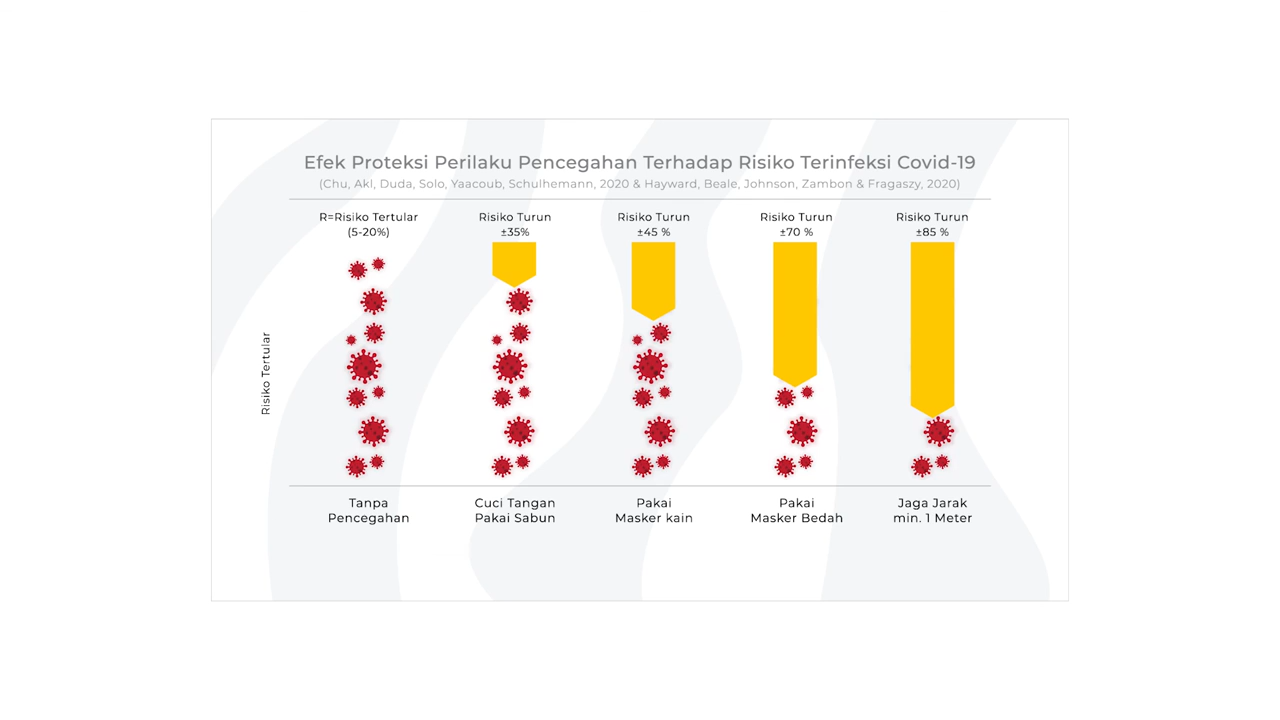 Efek Proteksi Perilaku Pencegahan Terhadap Risiko Terinfeksi Covid-19
(Chu, Akl, Duda, Solo, Yaacoub, Schulhemann, 2020 & Hayward, Beale, Johnson, Zambon & Fragaszy, 2020)
R=Risiko Tertular
(5-20%)
Risiko Turun
±35%
Risiko Turun
±45 %
Risiko Turun
±70 %
Risiko Turun
±85 %
Risiko Tertular
Tanpa
Pencegahan
Cuci Tangan
Pakai Sabun
Pakai
Masker kain
Pakai
Masker Bedah
Jaga Jarak
min. 1 Meter